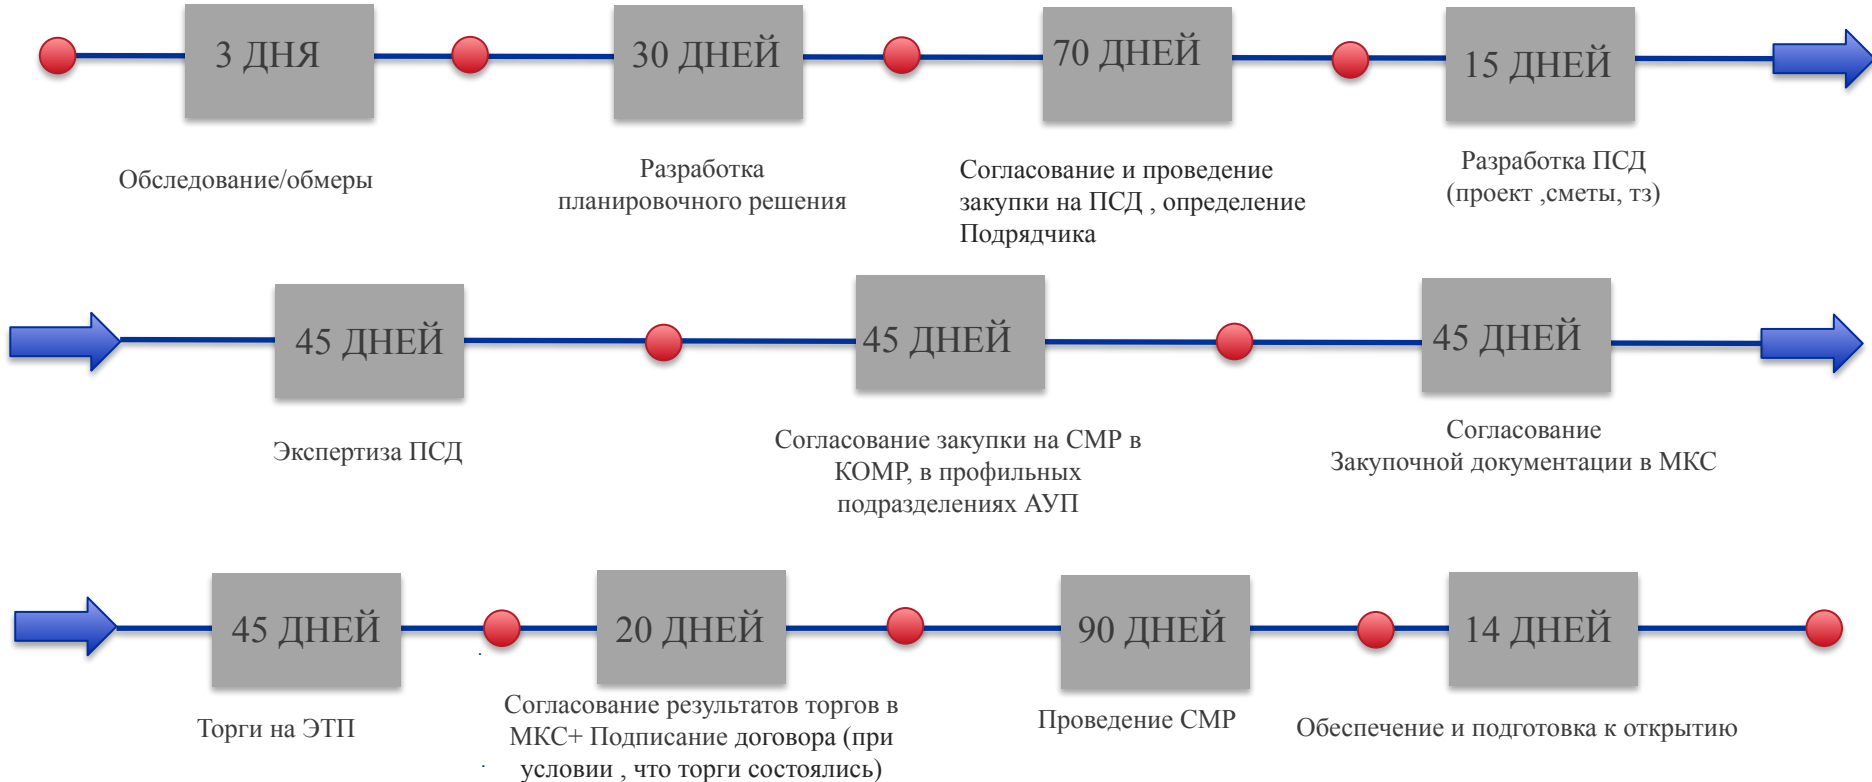 3 ДНЯ
30 ДНЕЙ
70 ДНЕЙ
15 ДНЕЙ
Обследование/обмеры
Разработка
планировочного решения
Согласование и проведение
закупки на ПСД , определение
Подрядчика
Разработка ПСД
(проект ,сметы, тз)
45 ДНЕЙ
45 ДНЕЙ
45 ДНЕЙ
Экспертиза ПСД
Согласование закупки на СМР в
КОМР, в профильных
подразделениях АУП
Согласование
Закупочной документации в МКС
45 ДНЕЙ
20 ДНЕЙ
90 ДНЕЙ
14 ДНЕЙ
Торги на ЭТП
Согласование результатов торгов в
МКС+ Подписание договора (при
условии , что торги состоялись)
Проведение СМР
Обеспечение и подготовка к открытию